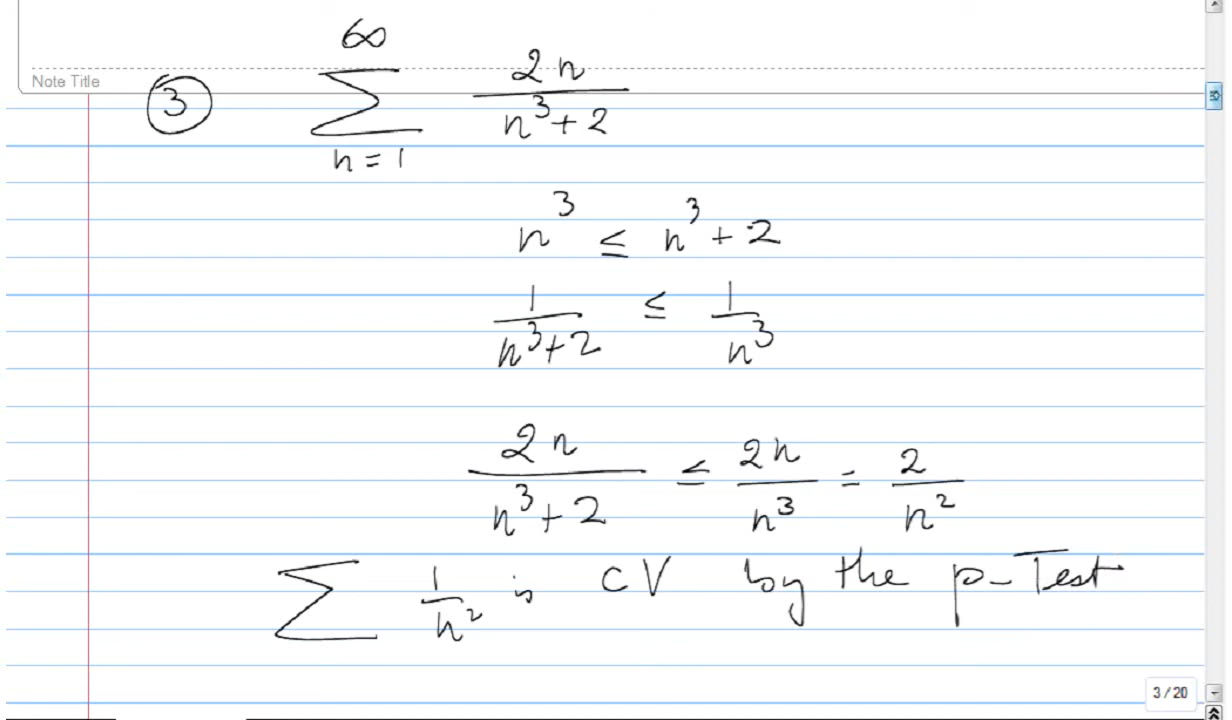 Note Title
③ ∞ ∑ n = 1 2n / (n³ + 2)
n³ ≤ n³ + 2
1 / (n³ + 2) ≤ 1 / n³
2n / (n³ + 2) ≤ 2n / n³ = 2 / n²
∑ 1 / n² is CV by the p-Test
3 / 20